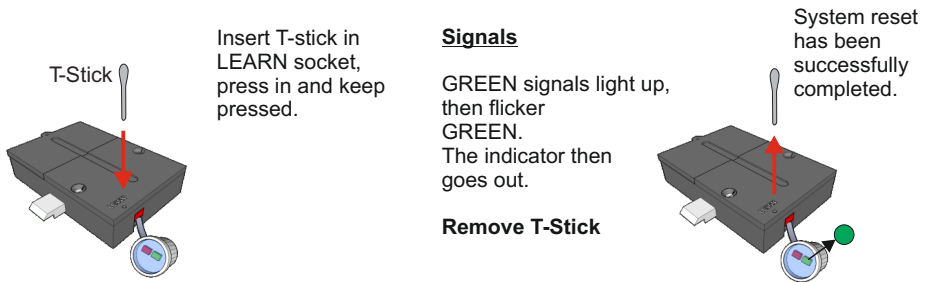 T-Stick
Insert T-stick in
LEARN socket,
press in and keep
pressed.
Signals
GREEN signals light up,
then flicker
GREEN.
The indicator then
goes out.
Remove T-Stick
System reset
has been
successfully
completed.